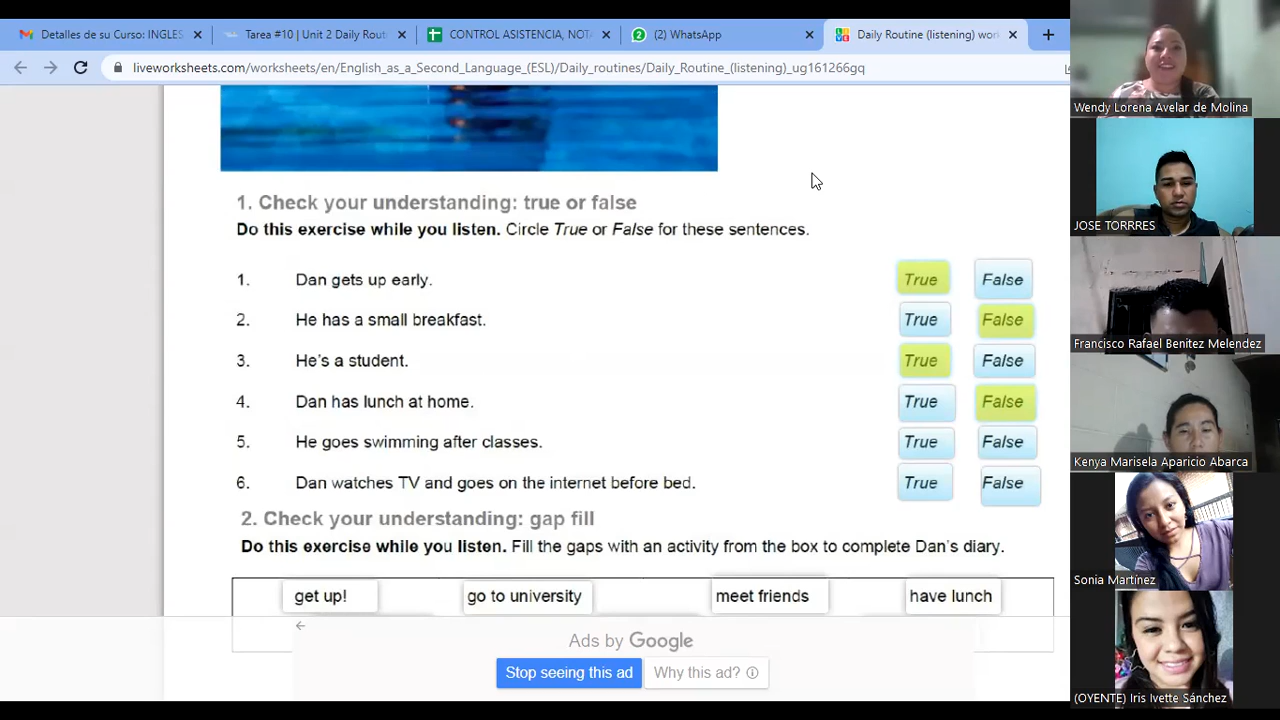 Detalles de su Curso: INGLES
Tarea #10 | Unit 2 Daily Rout
CONTROL ASISTENCIA, NOTA
(2) WhatsApp
Daily Routine (listening) wor
liveworksheets.com/worksheets/en/English_as_a_Second_Language_(ESL)/Daily_routines/Daily_Routine_(listening)_ug161266gq
1. Check your understanding: true or false
Do this exercise while you listen. Circle True or False for these sentences.
1. Dan gets up early. True False
2. He has a small breakfast. True False
3. He's a student. True False
4. Dan has lunch at home. True False
5. He goes swimming after classes. True False
6. Dan watches TV and goes on the internet before bed. True False
2. Check your understanding: gap fill
Do this exercise while you listen. Fill the gaps with an activity from the box to complete Dan's diary.
get up! go to university meet friends have lunch
Ads by Google
Stop seeing this ad Why this ad?
Wendy Lorena Avelar de Molina
JOSE TORRRES
Francisco Rafael Benitez Melendez
Kenya Marisela Aparicio Abarca
Sonia Martínez
(OYENTE) Iris Ivette Sánchez